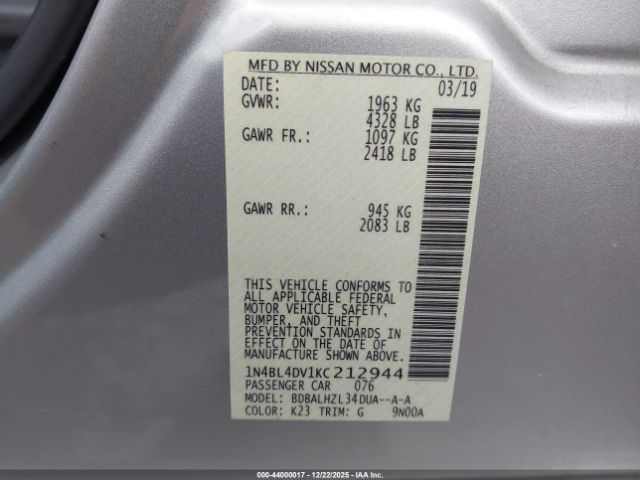 MFD BY NISSAN MOTOR CO., LTD.
DATE: 03/19
GVWR: 1963 KG
4328 LB
GAWR FR.: 1097 KG
2418 LB
GAWR RR.: 945 KG
2083 LB
THIS VEHICLE CONFORMS TO
ALL APPLICABLE FEDERAL
MOTOR VEHICLE SAFETY,
BUMPER, AND THEFT
PREVENTION STANDARDS IN
EFFECT ON THE DATE OF
MANUFACTURE SHOWN ABOVE.
1N4BL4DV1KC212944
PASSENGER CAR 076
MODEL: BDBALHZL34DUA--A-A
COLOR: K23 TRIM: G 9N00A
000-44000017 - 12/22/2025 - IAAHQCARS